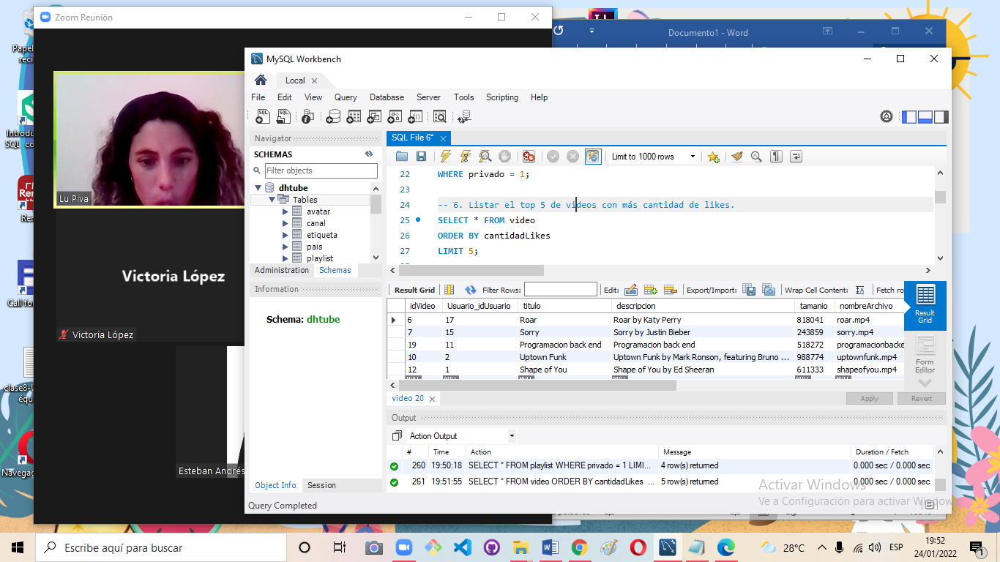 Zoom Reunión
Documento1 - Word
Lu Piva
Victoria López
Victoria López
Esteban Andrés
MySQL Workbench
Local
File Edit View Query Database Server Tools Scripting Help
Navigator
SCHEMAS
Filter objects
dhtube
Tables
avatar
canal
etiqueta
pais
playlist
Administration Schemas
Information
Schema: dhtube
Object Info Session
Query Completed
SQL File 6*
Limit to 1000 rows
22 WHERE privado = 1;
23
24 -- 6. Listar el top 5 de videos con más cantidad de likes.
25 SELECT * FROM video
26 ORDER BY cantidadLikes
27 LIMIT 5;
Result Grid Filter Rows: Edit: Export/Import: Wrap Cell Content: Fetch ro
idVideo Usuario_idUsuario titulo descripcion tamanio nombreArchivo
6 17 Roar Roar by Katy Perry 818041 roar.mp4
7 15 Sorry Sorry by Justin Bieber 243859 sorry.mp4
19 11 Programacion back end Programacion back end 518272 programacionbacke
10 2 Uptown Funk Uptown Funk by Mark Ronson, featuring Bruno ... 988774 uptownfunk.mp4
12 1 Shape of You Shape of You by Ed Sheeran 611333 shapeofyou.mp4
Result
Grid
Form
Editor
video 20
Apply Revert
Output
Action Output
# Time Action Message Duration / Fetch
260 19:50:18 SELECT * FROM playlist WHERE privado = 1 LIMI... 4 row(s) returned 0.000 sec / 0.000 sec
261 19:51:55 SELECT * FROM video ORDER BY cantidadLikes ... 5 row(s) returned 0.000 sec / 0.000 sec
Activar Windows
Ve a Configuración para activar Window
Escribe aquí para buscar
28°C
ESP
19:52
24/01/2022
1